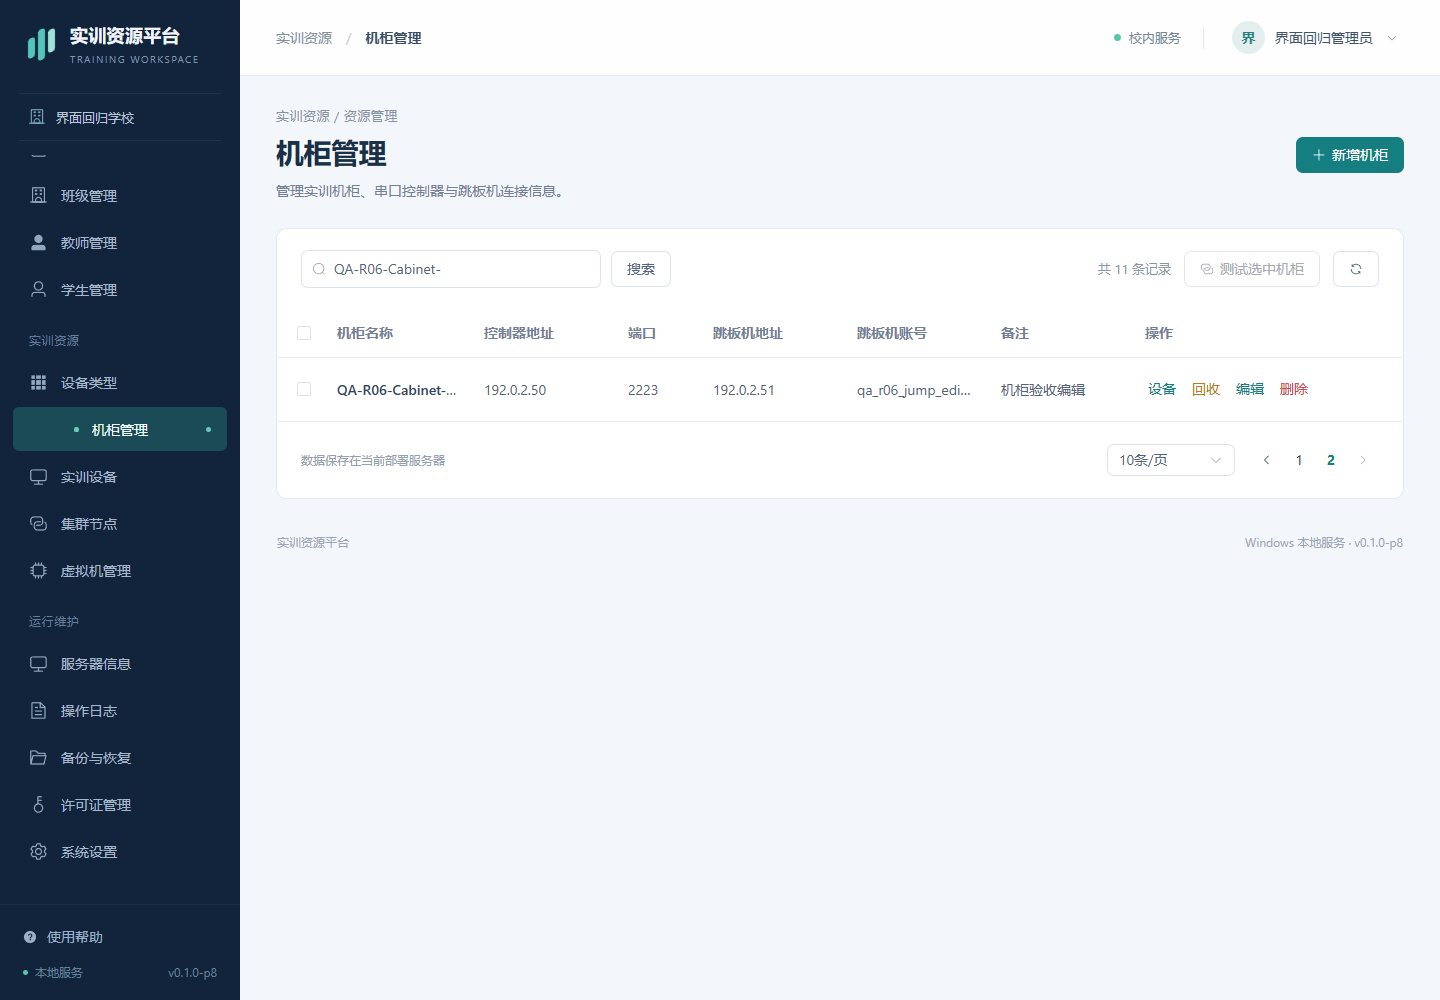 实训资源平台
TRAINING WORKSPACE
界面回归学校
班级管理
教师管理
学生管理
实训资源
设备类型
机柜管理
实训设备
集群节点
虚拟机管理
运行维护
服务器信息
操作日志
备份与恢复
许可证管理
系统设置
使用帮助
本地服务 v0.1.0-p8
实训资源 / 机柜管理
校内服务 界 界面回归管理员
实训资源 / 资源管理
机柜管理
管理实训机柜、串口控制器与跳板机连接信息。
新增机柜
QA-R06-Cabinet- 搜索 共 11 条记录 测试选中机柜
机柜名称 控制器地址 端口 跳板机地址 跳板机账号 备注 操作
QA-R06-Cabinet-... 192.0.2.50 2223 192.0.2.51 qa_r06_jump_edi... 机柜验收编辑 设备 回收 编辑 删除
数据保存在当前部署服务器 10条/页 1 2
实训资源平台 Windows 本地服务 · v0.1.0-p8